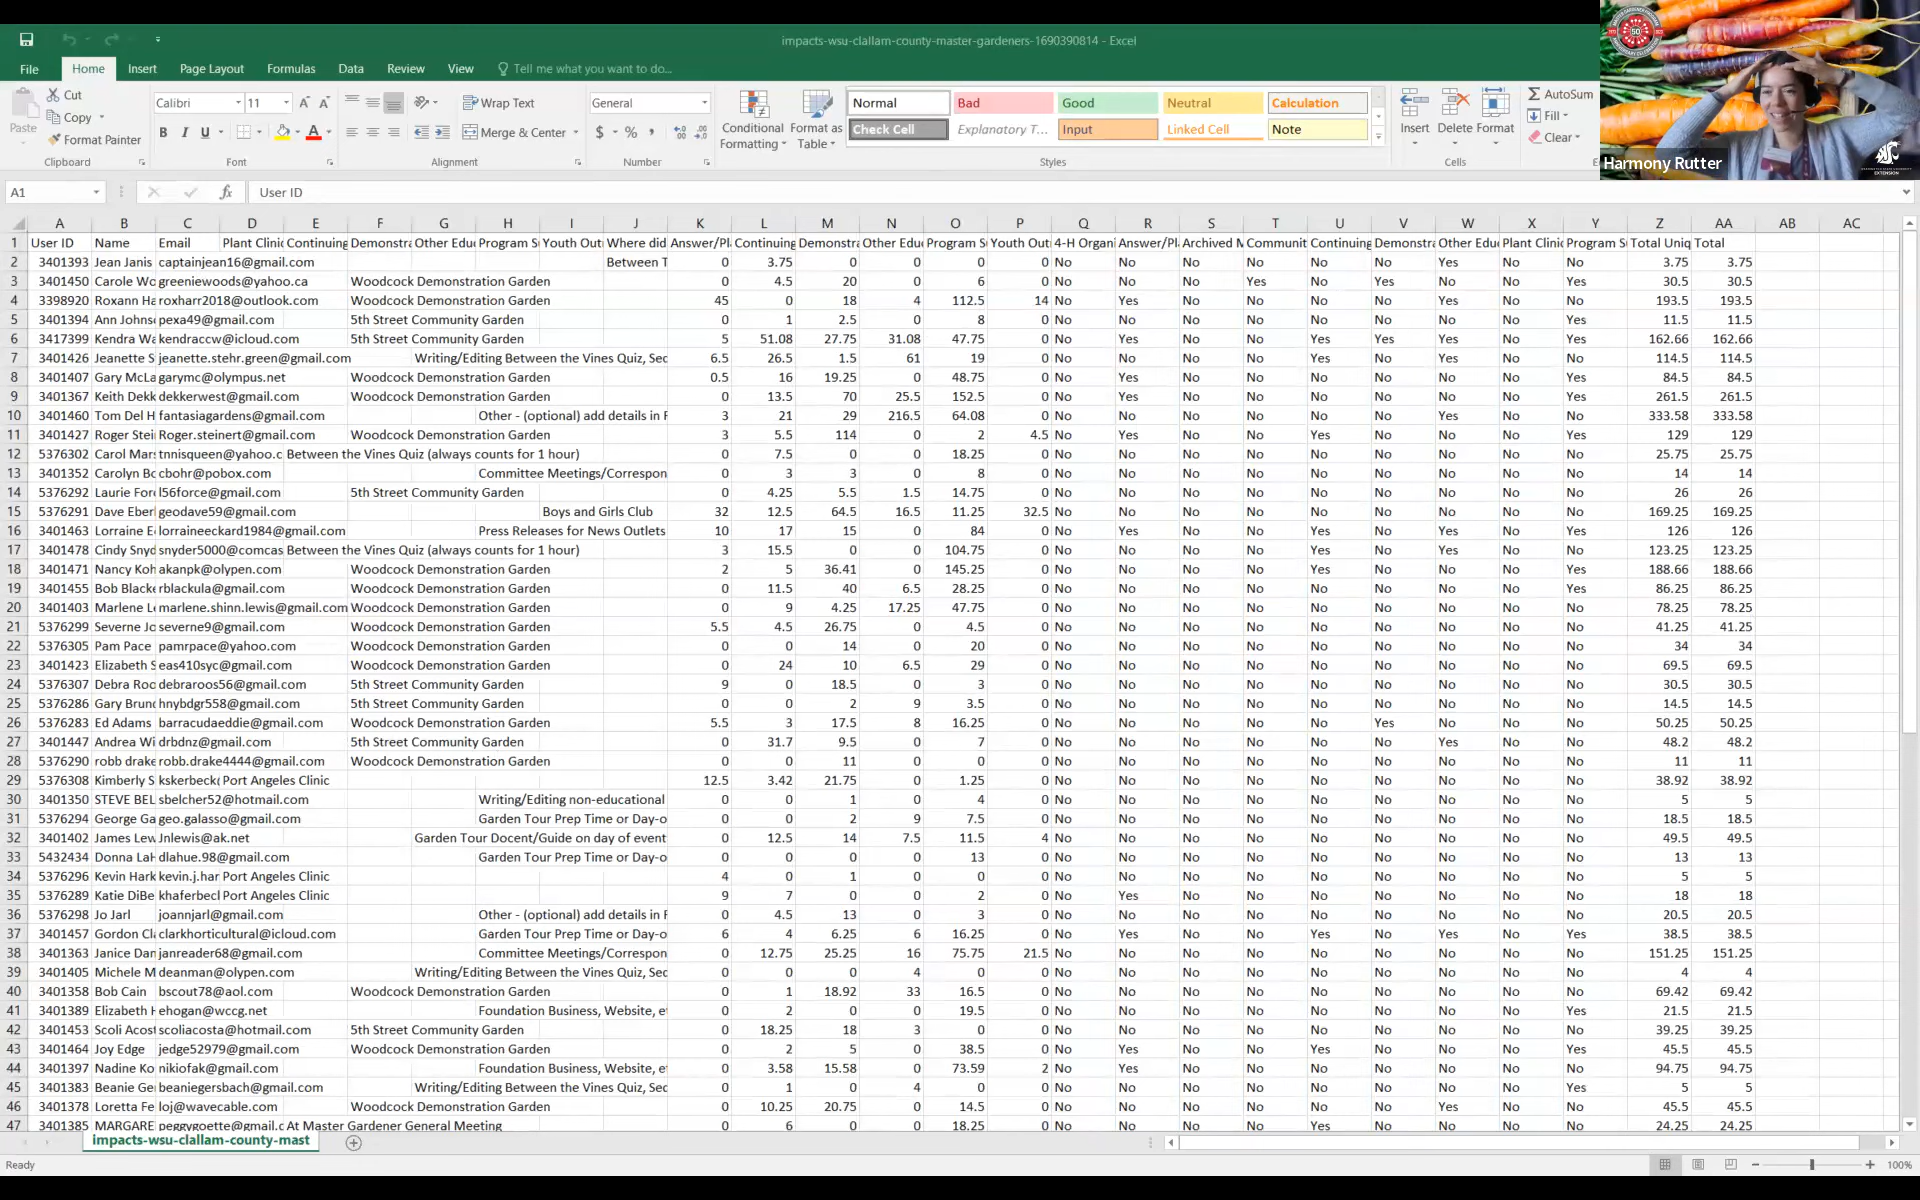 impacts-wsu-clallam-county-master-gardeners-1690390814 - Excel
File Home Insert Page Layout Formulas Data Review View Tell me what you want to do...
Paste Cut Copy Format Painter Clipboard
Calibri 11 B I U Font
Wrap Text Merge & Center Alignment
General $ % Number
Conditional Formatting Format as Table
Normal Bad Good Neutral Calculation
Check Cell Explanatory T... Input Linked Cell Note
Styles
Insert Delete Format Cells
AutoSum Fill Clear
Harmony Rutter
A1 fx User ID
A B C D E F G H I J K L M N O P Q R S T U V W X Y Z AA AB AC
1 User ID Name Email Plant Clinic Continuing Demonstra Other Educ Program S Youth Out Where did Answer/Pl Continuing Demonstra Other Educ Program S Youth Out 4-H Organi Answer/Pl Archived M Communit Continuing Demonstra Other Educ Plant Clinic Program S Total Uniq Total
2 3401393 Jean Janis captainjean16@gmail.com Between T 0 3.75 0 0 0 0 No No No No No No Yes No No 3.75 3.75
3 3401450 Carole Wo greeniewoods@yahoo.ca Woodcock Demonstration Garden 0 4.5 20 0 6 0 No No No Yes No Yes No No Yes 30.5 30.5
4 3398920 Roxann Ha roxharr2018@outlook.com Woodcock Demonstration Garden 45 0 18 4 112.5 14 No Yes No No No No Yes No No 193.5 193.5
5 3401394 Ann Johns pexa49@gmail.com 5th Street Community Garden 0 1 2.5 0 8 0 No No No No No No No No Yes 11.5 11.5
6 3417399 Kendra Wa kendraccw@icloud.com 5th Street Community Garden 5 51.08 27.75 31.08 47.75 0 No Yes No No Yes Yes Yes No Yes 162.66 162.66
7 3401426 Jeanette S jeanette.stehr.green@gmail.com Writing/Editing Between the Vines Quiz, Sec 6.5 26.5 1.5 61 19 0 No No No No Yes No Yes No No 114.5 114.5
8 3401407 Gary McLa garymc@olympus.net Woodcock Demonstration Garden 0.5 16 19.25 0 48.75 0 No Yes No No No No No No Yes 84.5 84.5
9 3401367 Keith Dekk dekkerwest@gmail.com Woodcock Demonstration Garden 0 13.5 70 25.5 152.5 0 No Yes No No No No No No Yes 261.5 261.5
10 3401460 Tom Del H fantasiagardens@gmail.com Other - (optional) add details in F 3 21 29 216.5 64.08 0 No No No No No No Yes No No 333.58 333.58
11 3401427 Roger Stei Roger.steinert@gmail.com Woodcock Demonstration Garden 3 5.5 114 0 2 4.5 No Yes No No Yes No No No Yes 129 129
12 5376302 Carol Mars tnnisqueen@yahoo.c Between the Vines Quiz (always counts for 1 hour) 0 7.5 0 0 18.25 0 No No No No No No No No No 25.75 25.75
13 3401352 Carolyn Bo cbohr@pobox.com Committee Meetings/Correspon 0 3 3 0 8 0 No No No No No No No No No 14 14
14 5376292 Laurie Forc l56force@gmail.com 5th Street Community Garden 0 4.25 5.5 1.5 14.75 0 No No No No No No No No No 26 26
15 5376291 Dave Eberl geodave59@gmail.com Boys and Girls Club 32 12.5 64.5 16.5 11.25 32.5 No No No No No No No No No 169.25 169.25
16 3401463 Lorraine E lorraineeckard1984@gmail.com Press Releases for News Outlets 10 17 15 0 84 0 No Yes No No Yes No Yes No Yes 126 126
17 3401478 Cindy Snyd snyder5000@comcas Between the Vines Quiz (always counts for 1 hour) 3 15.5 0 0 104.75 0 No No No No Yes No Yes No No 123.25 123.25
18 3401471 Nancy Koh akanpk@olypen.com Woodcock Demonstration Garden 2 5 36.41 0 145.25 0 No No No No Yes No No No No 188.66 188.66
19 3401455 Bob Blacke rblackula@gmail.com Woodcock Demonstration Garden 0 11.5 40 6.5 28.25 0 No No No No No No No No Yes 86.25 86.25
20 3401403 Marlene L marlene.shinn.lewis@gmail.com Woodcock Demonstration Garden 0 9 4.25 17.25 47.75 0 No No No No No No No No No 78.25 78.25
21 5376299 Severne Jo severne9@gmail.com Woodcock Demonstration Garden 5.5 4.5 26.75 0 4.5 0 No No No No No No No No No 41.25 41.25
22 5376305 Pam Pace pamrpace@yahoo.com Woodcock Demonstration Garden 0 0 14 0 20 0 No No No No No No No No No 34 34
23 3401423 Elizabeth S eas410syc@gmail.com Woodcock Demonstration Garden 0 24 10 6.5 29 0 No No No No No No No No No 69.5 69.5
24 5376307 Debra Roo debraroos56@gmail.com 5th Street Community Garden 9 0 18.5 0 3 0 No No No No No No No No No 30.5 30.5
25 5376286 Gary Brunc hnybdgr558@gmail.com 5th Street Community Garden 0 0 2 9 3.5 0 No No No No No No No No No 14.5 14.5
26 5376283 Ed Adams barracudaeddie@gmail.com Woodcock Demonstration Garden 5.5 3 17.5 8 16.25 0 No No No No No Yes No No No 50.25 50.25
27 3401447 Andrea Wi drbdnz@gmail.com 5th Street Community Garden 0 31.7 9.5 0 7 0 No No No No No No Yes No No 48.2 48.2
28 5376290 robb drake robb.drake4444@gmail.com Woodcock Demonstration Garden 0 0 11 0 0 0 No No No No No No No No No 11 11
29 5376308 Kimberly S kskerbeck( Port Angeles Clinic 12.5 3.42 21.75 0 1.25 0 No No No No No No No No No 38.92 38.92
30 3401350 STEVE BEL sbelcher52@hotmail.com Writing/Editing non-educational 0 0 1 0 4 0 No No No No No No No No No 5 5
31 5376294 George Ga geo.galasso@gmail.com Garden Tour Prep Time or Day-o 0 0 2 9 7.5 0 No No No No No No No No No 18.5 18.5
32 3401402 James Lew Jnlewis@ak.net Garden Tour Docent/Guide on day of event 0 12.5 14 7.5 11.5 4 No No No No No No No No No 49.5 49.5
33 5432434 Donna LaH dlahue.98@gmail.com Garden Tour Prep Time or Day-o 0 0 0 0 13 0 No No No No No No No No No 13 13
34 5376296 Kevin Hark kevin.j.har Port Angeles Clinic 4 0 1 0 0 0 No No No No No No No No No 5 5
35 5376289 Katie DiBe khaferbecl Port Angeles Clinic 9 7 0 0 2 0 No Yes No No No No No No No 18 18
36 5376298 Jo Jarl joannjarl@gmail.com Other - (optional) add details in F 0 4.5 13 0 3 0 No No No No No No No No No 20.5 20.5
37 3401457 Gordon Cl clarkhorticultural@icloud.com Garden Tour Prep Time or Day-o 6 4 6.25 6 16.25 0 No Yes No No Yes No Yes No Yes 38.5 38.5
38 3401363 Janice Dan janreader68@gmail.com Committee Meetings/Correspon 0 12.75 25.25 16 75.75 21.5 No No No No No No No No No 151.25 151.25
39 3401405 Michele M deanman@olypen.com Writing/Editing Between the Vines Quiz, Sec 0 0 0 4 0 0 No No No No No No No No No 4 4
40 3401358 Bob Cain bscout78@aol.com Woodcock Demonstration Garden 0 1 18.92 33 16.5 0 No No No No No No No No No 69.42 69.42
41 3401389 Elizabeth H ehogan@wccg.net Foundation Business, Website, e 0 2 0 0 19.5 0 No No No No No No No No Yes 21.5 21.5
42 3401453 Scoli Acost scoliacosta@hotmail.com 5th Street Community Garden 0 18.25 18 3 0 0 No No No No No No No No No 39.25 39.25
43 3401464 Joy Edge jedge52979@gmail.com Woodcock Demonstration Garden 0 2 5 0 38.5 0 No Yes No No Yes No No No Yes 45.5 45.5
44 3401397 Nadine Ko nikiofak@gmail.com Foundation Business, Website, e 0 3.58 15.58 0 73.59 2 No Yes No No No No No No No 94.75 94.75
45 3401383 Beanie Ger beaniegersbach@gmail.com Writing/Editing Between the Vines Quiz, Sec 0 1 0 4 0 0 No No No No No No No No Yes 5 5
46 3401378 Loretta Fe loj@wavecable.com Woodcock Demonstration Garden 0 10.25 20.75 0 14.5 0 No No No No No No Yes No No 45.5 45.5
47 3401385 MARGARE peggygoette@gmail.c At Master Gardener General Meeting 0 6 0 0 18.25 0 No No No No Yes No No No No 24.25 24.25
impacts-wsu-clallam-county-mast
Ready 100%